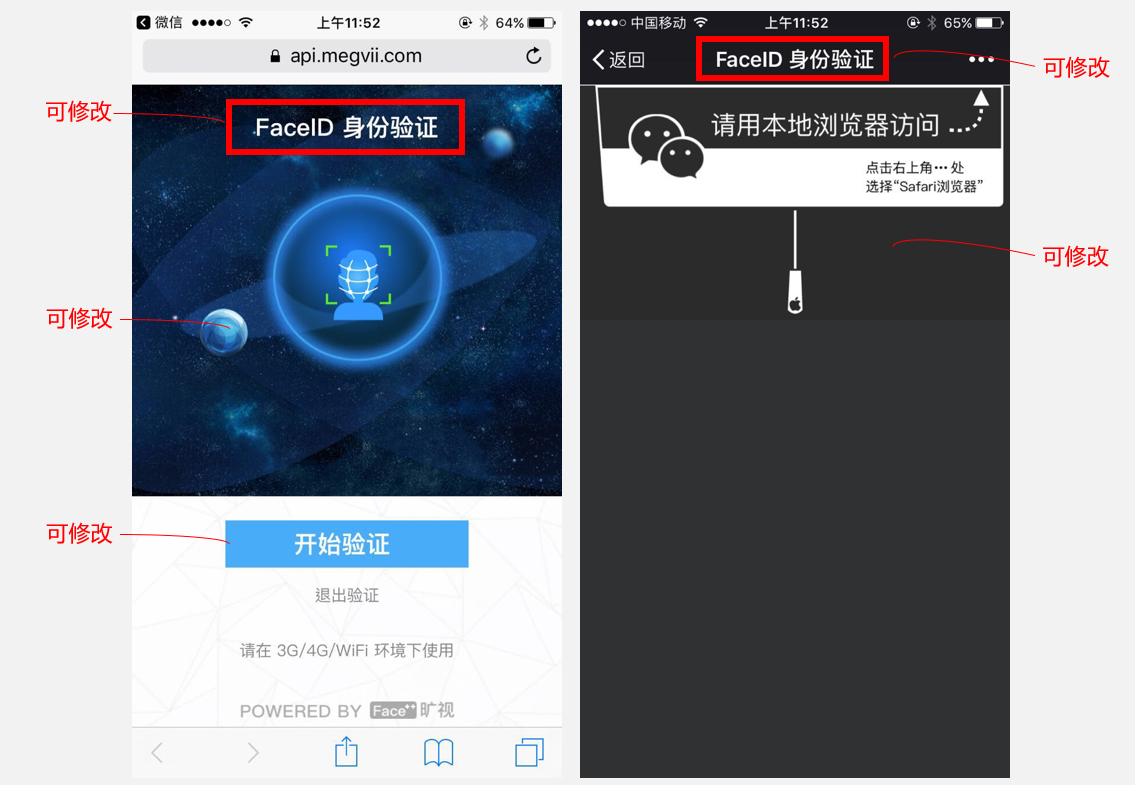 微信 上午11:52 64%
api.megvii.com
可修改
FaceID 身份验证
可修改
可修改
开始验证
退出验证
请在 3G/4G/WiFi 环境下使用
POWERED BY Face++ 旷视
中国移动 上午11:52 65%
返回 FaceID 身份验证
可修改
请用本地浏览器访问
点击右上角···处
选择“Safari浏览器”
可修改